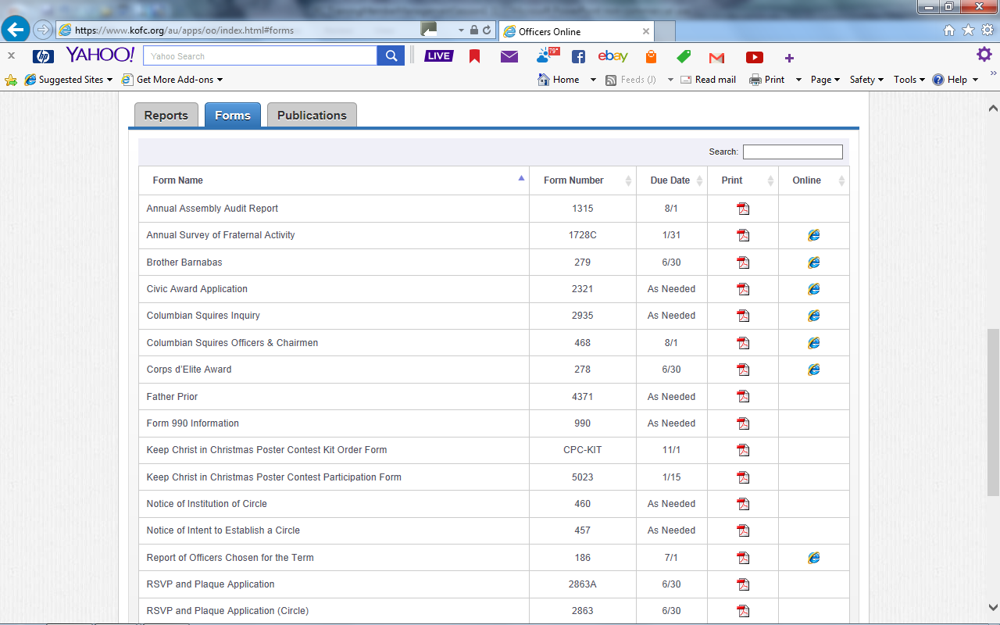 https://www.kofc.org/au/apps/oo/index.html#forms
Officers Online
YAHOO!
Yahoo Search
LIVE
79°
ebay
Suggested Sites
Get More Add-ons
Home
Feeds (J)
Read mail
Print
Page
Safety
Tools
Help
Reports Forms Publications
Search:
Form Name Form Number Due Date Print Online
Annual Assembly Audit Report 1315 8/1
Annual Survey of Fraternal Activity 1728C 1/31
Brother Barnabas 279 6/30
Civic Award Application 2321 As Needed
Columbian Squires Inquiry 2935 As Needed
Columbian Squires Officers & Chairmen 468 8/1
Corps d'Elite Award 278 6/30
Father Prior 4371 As Needed
Form 990 Information 990 As Needed
Keep Christ in Christmas Poster Contest Kit Order Form CPC-KIT 11/1
Keep Christ in Christmas Poster Contest Participation Form 5023 1/15
Notice of Institution of Circle 460 As Needed
Notice of Intent to Establish a Circle 457 As Needed
Report of Officers Chosen for the Term 186 7/1
RSVP and Plaque Application 2863A 6/30
RSVP and Plaque Application (Circle) 2863 6/30